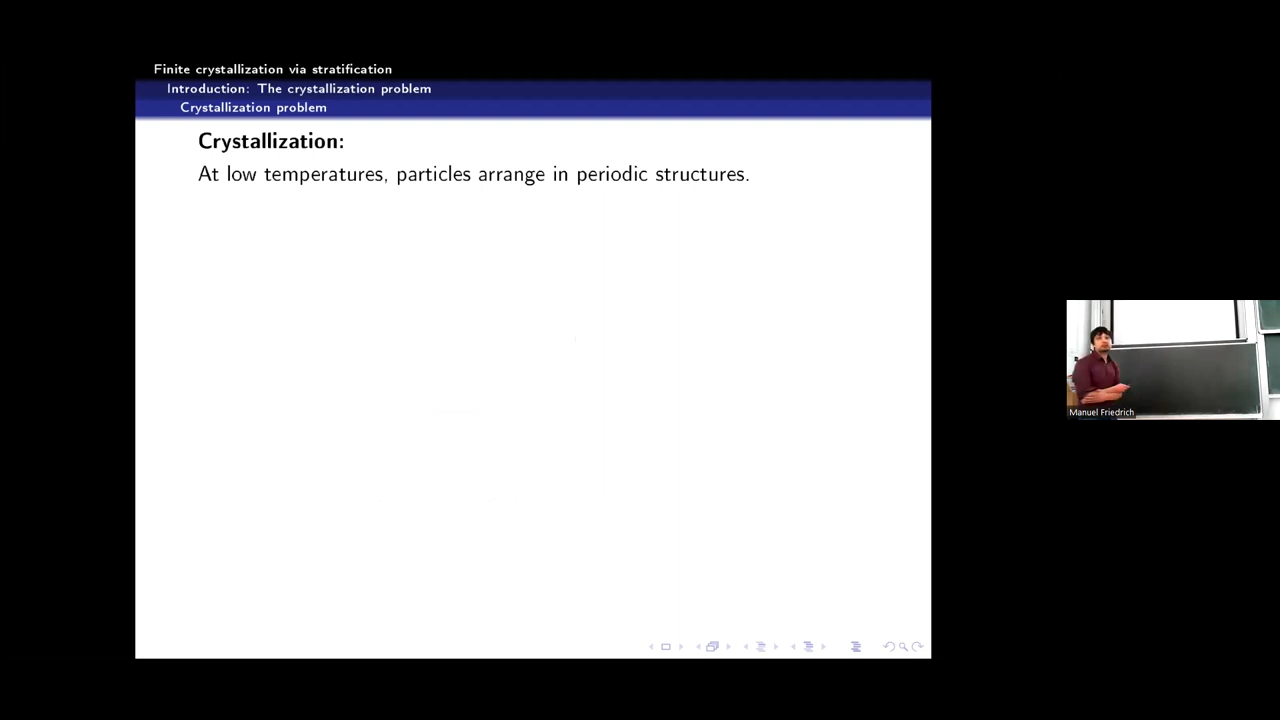 Finite crystallization via stratification
Introduction: The crystallization problem
Crystallization problem
Crystallization:
At low temperatures, particles arrange in periodic structures.
Manuel Friedrich